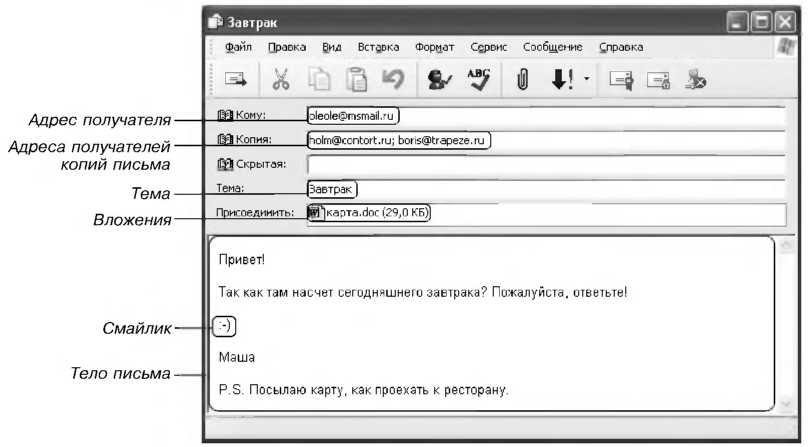 Завтрак
Файл Правка Вид Вставка Формат Сервис Сообщение Справка
ABC
Адрес получателя
Кому: oleole@msmail.ru
Адреса получателей
копий письма
Копия: holm@contort.ru; boris@trapeze.ru
Скрытая:
Тема
Тема: Завтрак
Вложения
Присоединить: карта.doc (29,0 КБ)
Привет!
Так как там насчет сегодняшнего завтрака? Пожалуйста, ответьте!
Смайлик
:-)
Маша
Тело письма
P.S. Посылаю карту, как проехать к ресторану.